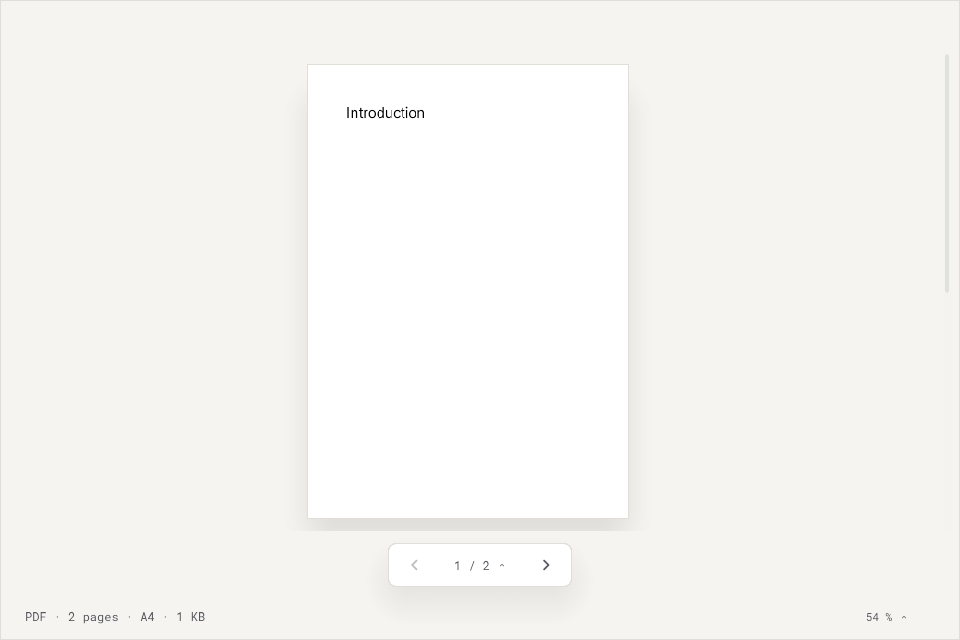 Introduction
1 / 2
PDF · 2 pages · A4 · 1 KB
54 %